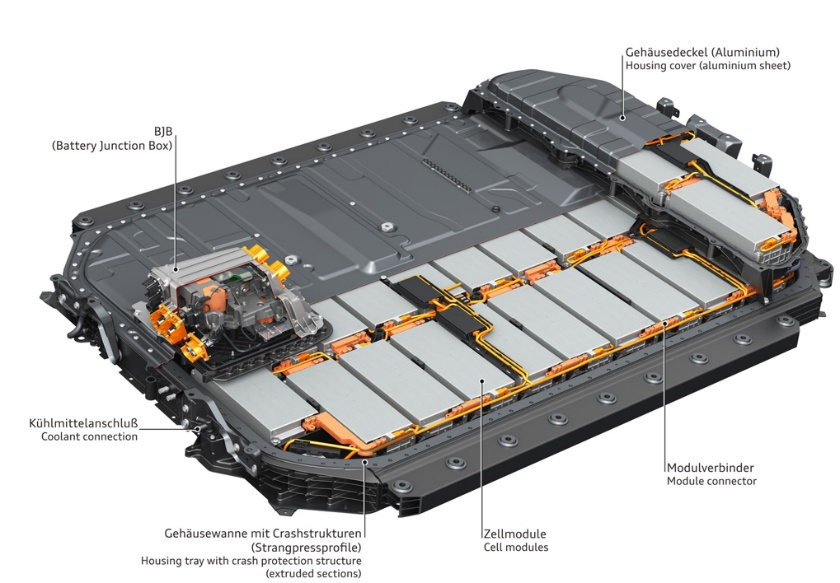 Gehäusedeckel (Aluminium)
Housing cover (aluminium sheet)
BJB
(Battery Junction Box)
Kühlmittelanschluß
Coolant connection
Modulverbinder
Module connector
Gehäusewanne mit Crashstrukturen
(Strangpressprofile)
Housing tray with crash protection structure
(extruded sections)
Zellmodule
Cell modules